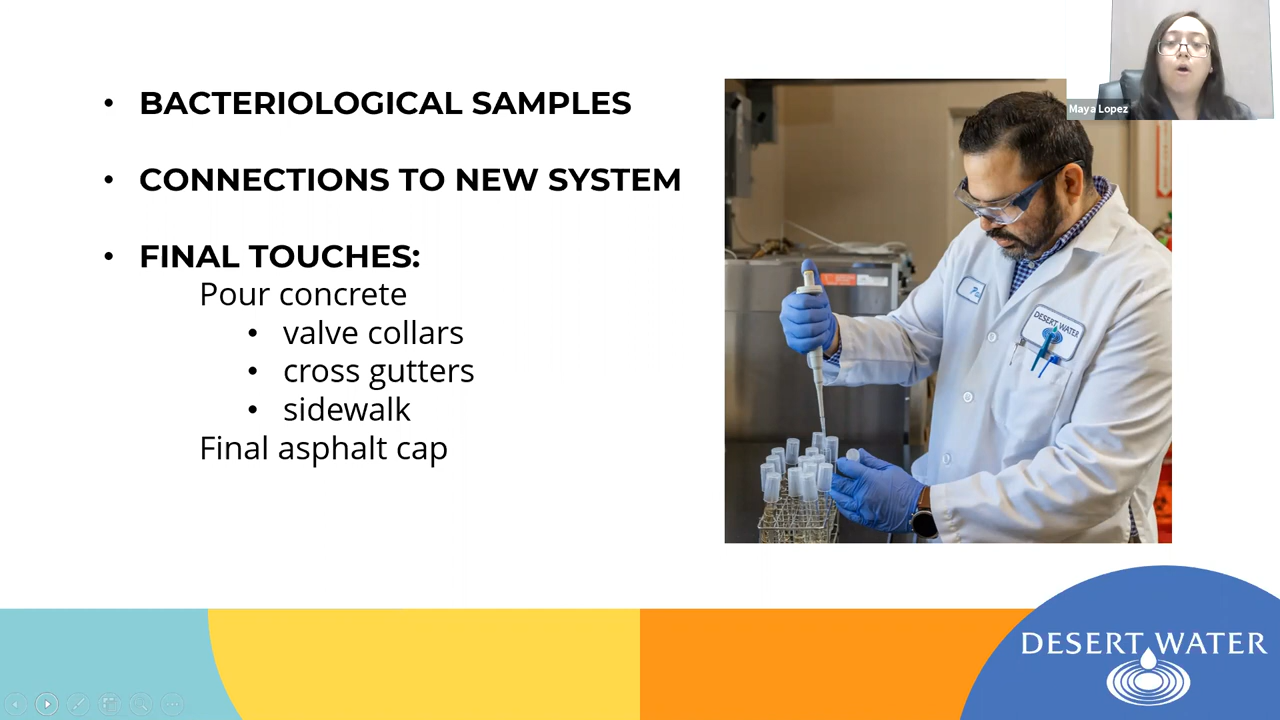 • BACTERIOLOGICAL SAMPLES
• CONNECTIONS TO NEW SYSTEM
• FINAL TOUCHES:
Pour concrete
• valve collars
• cross gutters
• sidewalk
Final asphalt cap
Maya Lopez
DESERT WATER
DESERT WATER